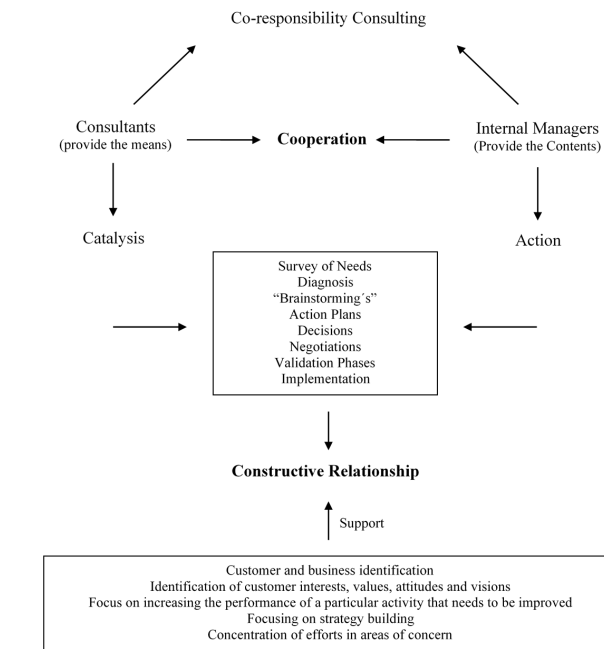 Co-responsibility Consulting
Consultants
(provide the means)
Cooperation
Internal Managers
(Provide the Contents)
Catalysis
Action
Survey of Needs
Diagnosis
“Brainstorming´s”
Action Plans
Decisions
Negotiations
Validation Phases
Implementation
Constructive Relationship
Support
Customer and business identification
Identification of customer interests, values, attitudes and visions
Focus on increasing the performance of a particular activity that needs to be improved
Focusing on strategy building
Concentration of efforts in areas of concern